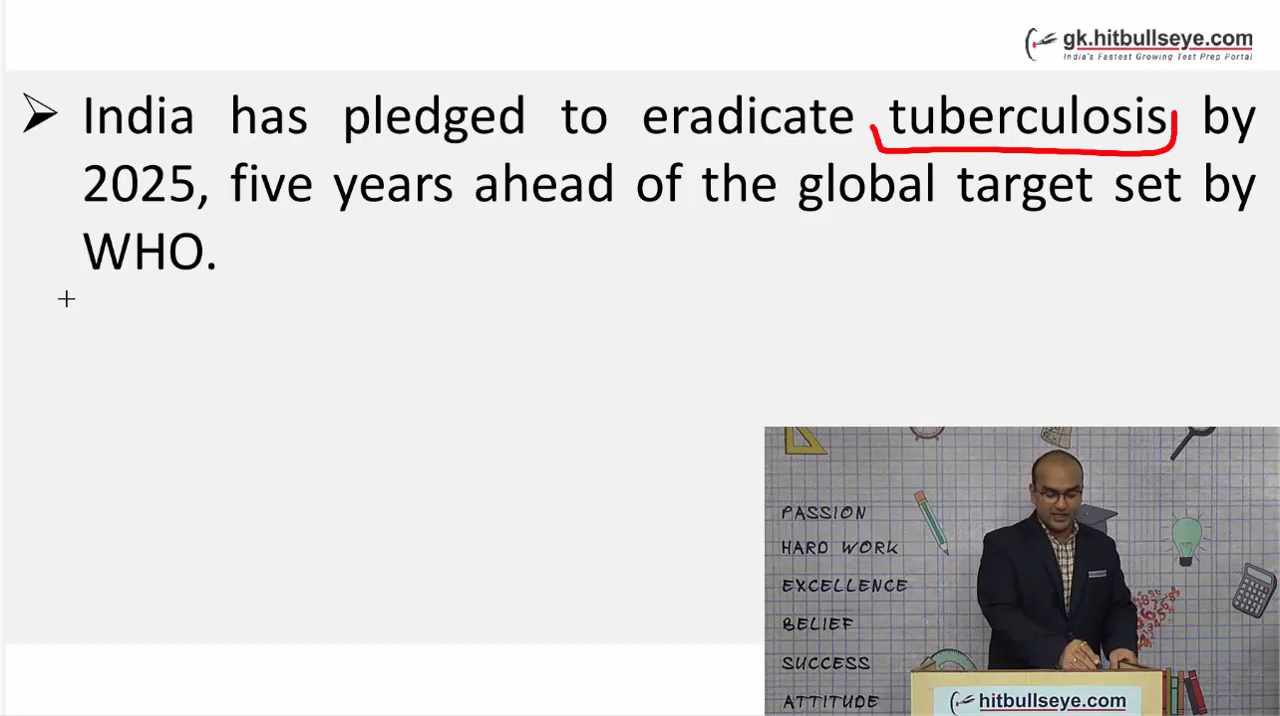 gk.hitbullseye.com
India's Fastest Growing Test Prep Portal
➢ India has pledged to eradicate tuberculosis by
2025, five years ahead of the global target set by
WHO.
PASSION
HARD WORK
EXCELLENCE
BELIEF
SUCCESS
ATTITUDE
hitbullseye.com